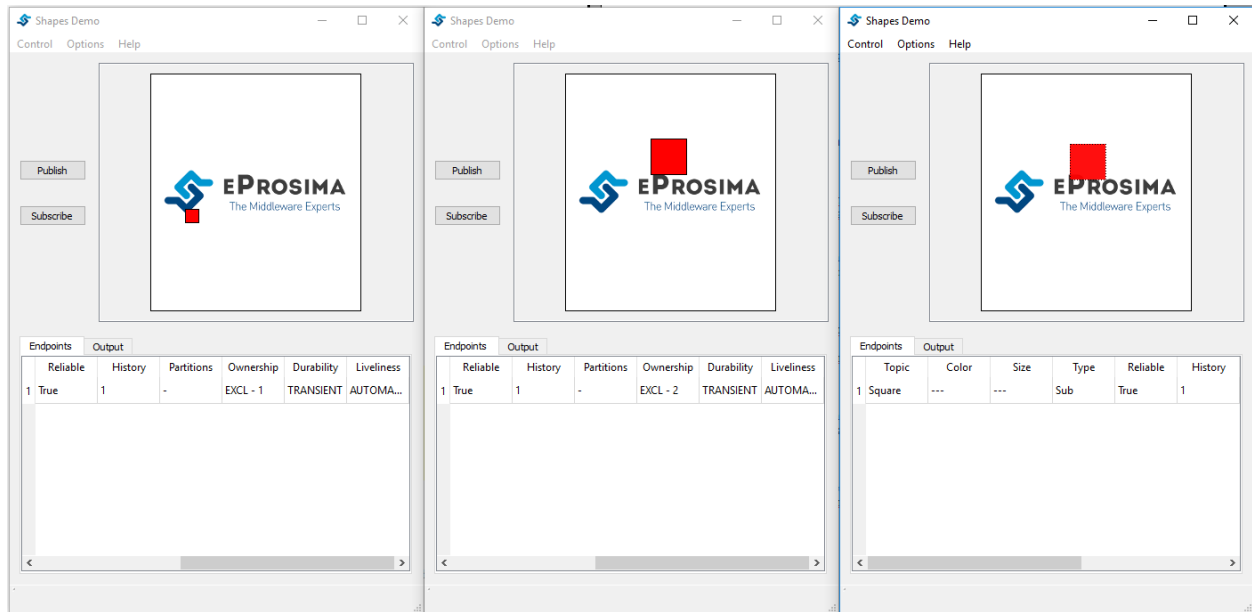 Shapes Demo
Control Options Help
Publish
Subscribe
EPROSIMA
The Middleware Experts
Endpoints Output
Reliable History Partitions Ownership Durability Liveliness
1 True 1 - EXCL - 1 TRANSIENT AUTOMA...
Shapes Demo
Control Options Help
Publish
Subscribe
EPROSIMA
The Middleware Experts
Endpoints Output
Reliable History Partitions Ownership Durability Liveliness
1 True 1 - EXCL - 2 TRANSIENT AUTOMA...
Shapes Demo
Control Options Help
Publish
Subscribe
EPROSIMA
The Middleware Experts
Endpoints Output
Topic Color Size Type Reliable History
1 Square --- --- Sub True 1